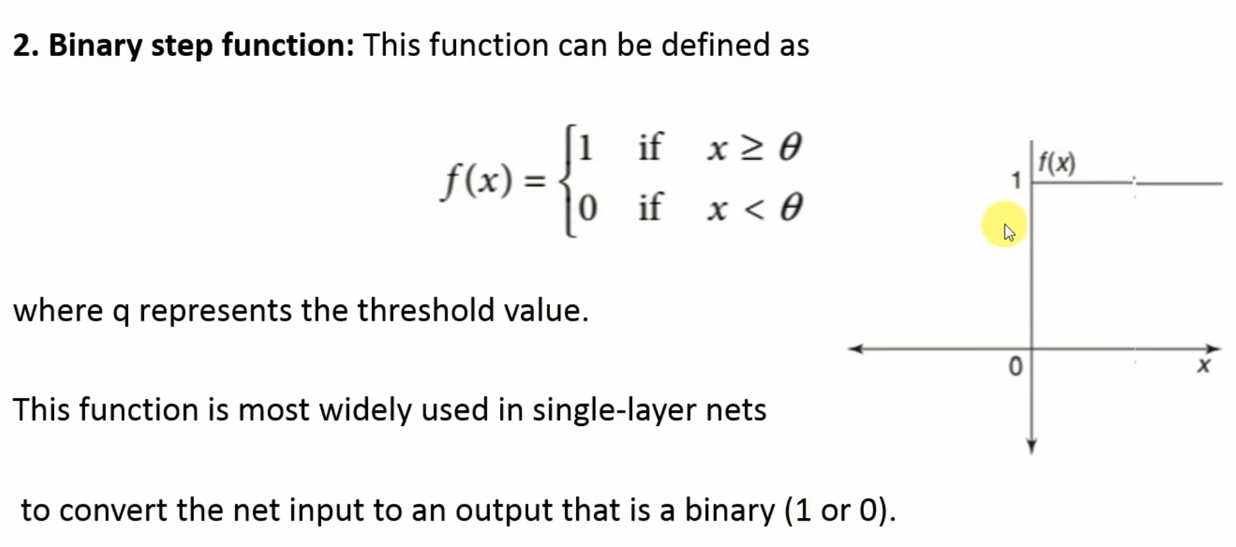 2. Binary step function: This function can be defined as
f(x) = {1 if x ≥ θ
0 if x < θ
f(x)
1
where q represents the threshold value.
0
x
This function is most widely used in single-layer nets
to convert the net input to an output that is a binary (1 or 0).